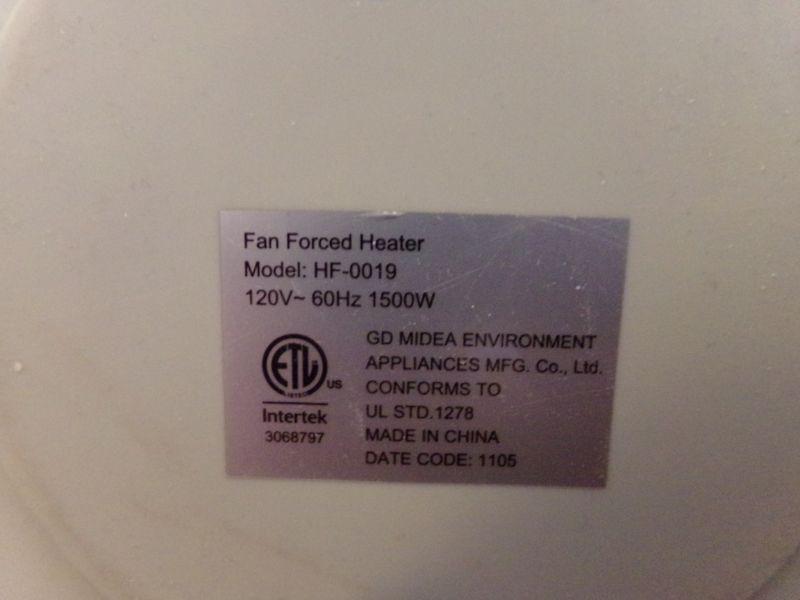 Fan Forced Heater
Model: HF-0019
120V~ 60Hz 1500W
ETL
LISTED
US
Intertek
3068797
GD MIDEA ENVIRONMENT
APPLIANCES MFG. Co., Ltd.
CONFORMS TO
UL STD.1278
MADE IN CHINA
DATE CODE: 1105